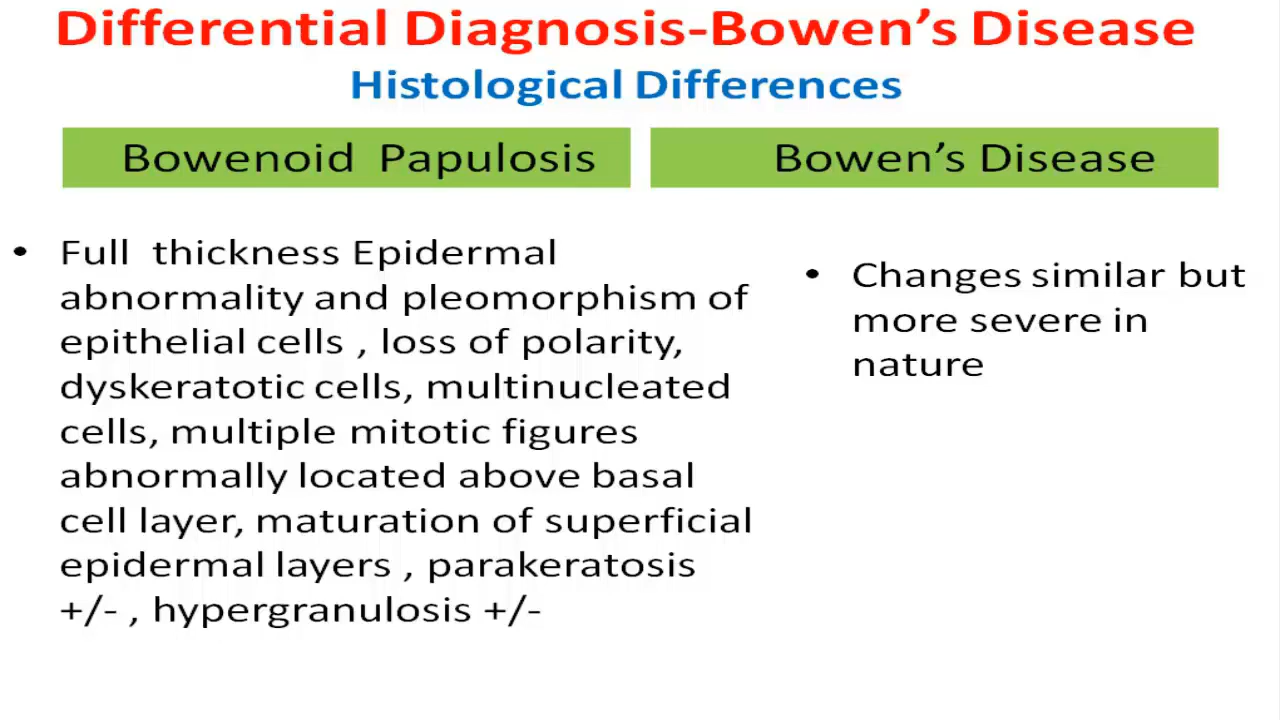 Differential Diagnosis-Bowen’s Disease
Histological Differences
Bowenoid Papulosis
Bowen’s Disease
• Full thickness Epidermal
abnormality and pleomorphism of
epithelial cells , loss of polarity,
dyskeratotic cells, multinucleated
cells, multiple mitotic figures
abnormally located above basal
cell layer, maturation of superficial
epidermal layers , parakeratosis
+/- , hypergranulosis +/-
• Changes similar but
more severe in
nature